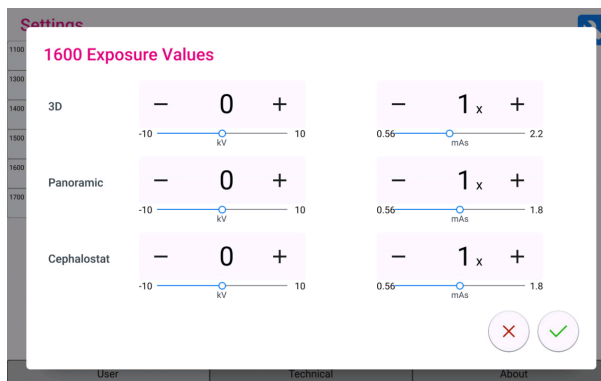 Settings
1100
1300
1400
1500
1600
1700
1600 Exposure Values
3D
− 0 +
-10 10
kV
− 1 x +
0.56 2.2
mAs
Panoramic
− 0 +
-10 10
kV
− 1 x +
0.56 1.8
mAs
Cephalostat
− 0 +
-10 10
kV
− 1 x +
0.56 1.8
mAs
User Technical About